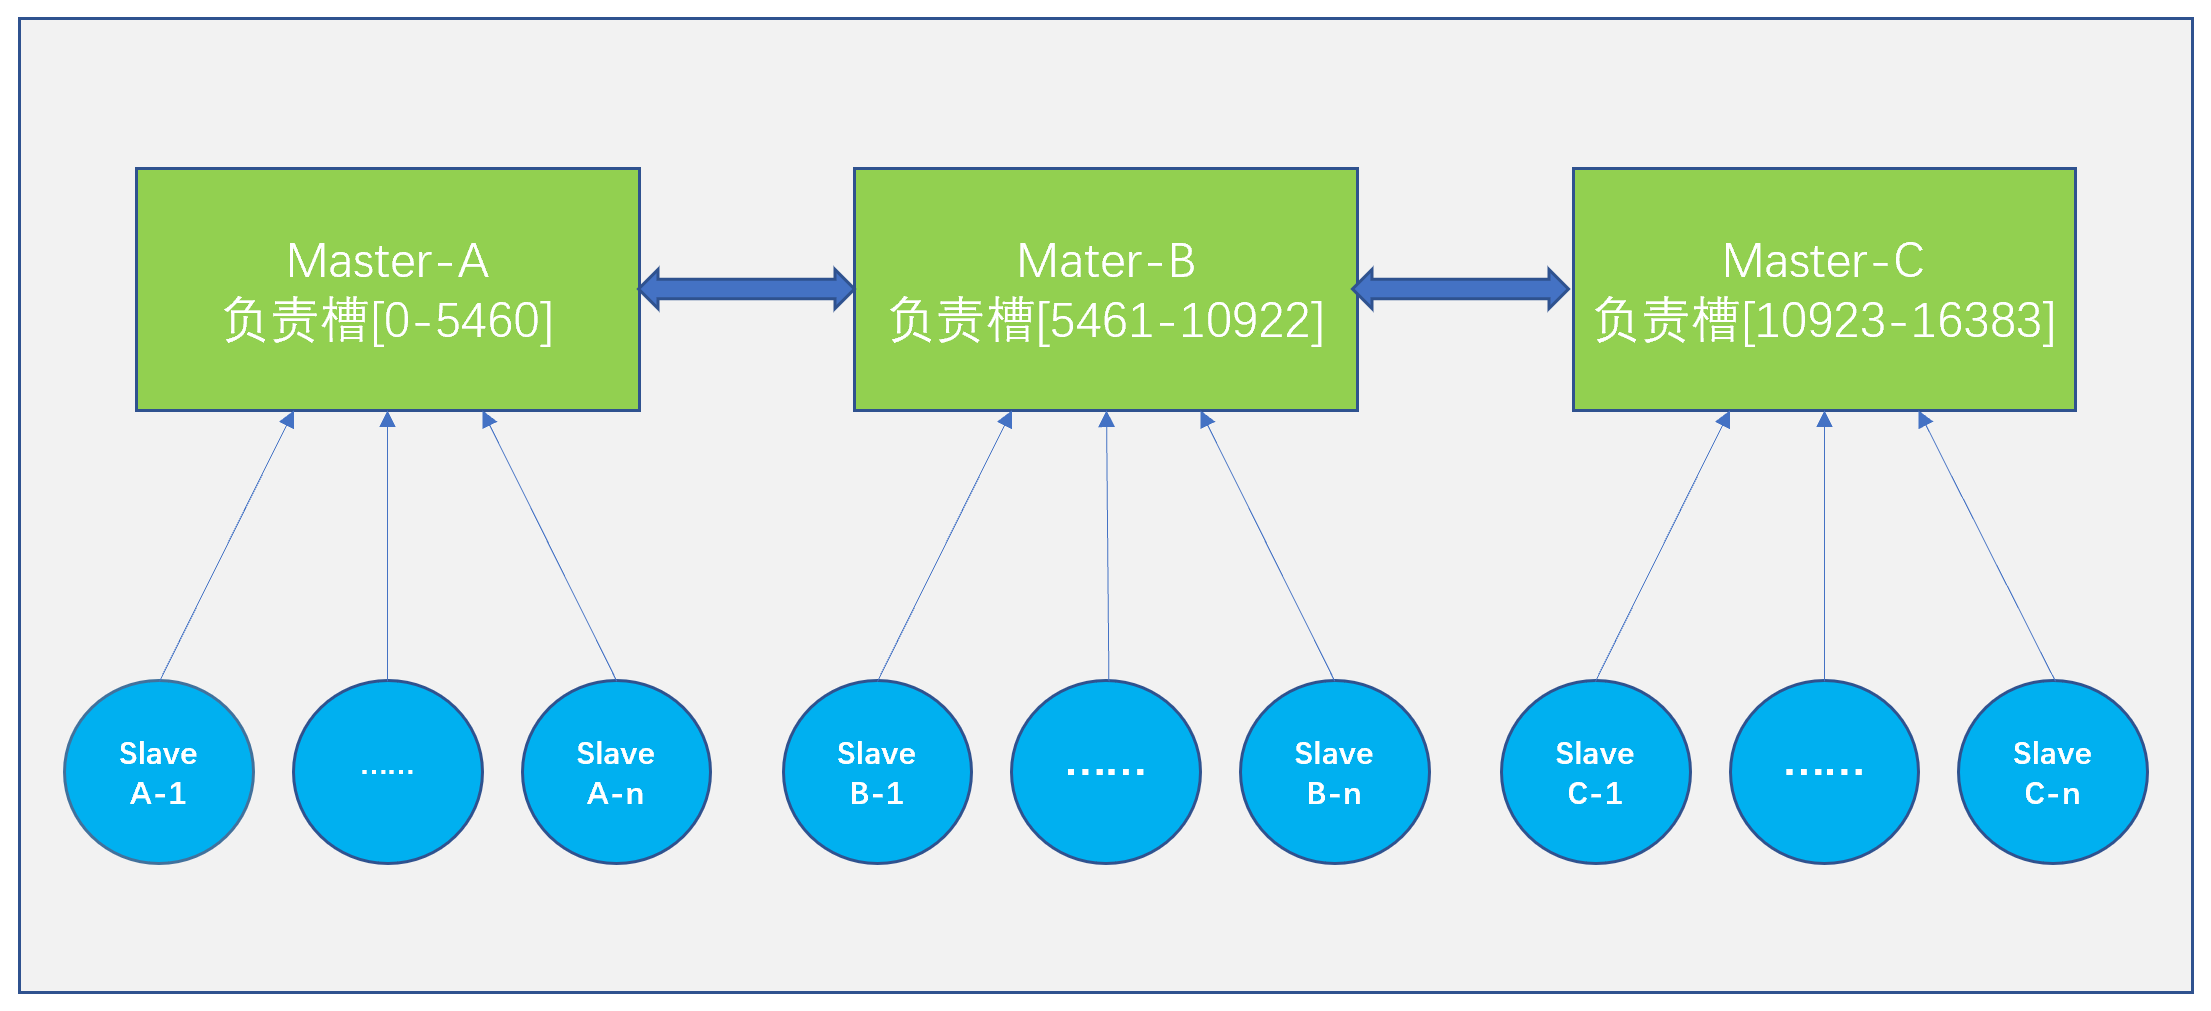 Master-A
负责槽[0-5460]
Mater-B
负责槽[5461-10922]
Master-C
负责槽[10923-16383]
Slave
A-1
……
Slave
A-n
Slave
B-1
……
Slave
B-n
Slave
C-1
……
Slave
C-n